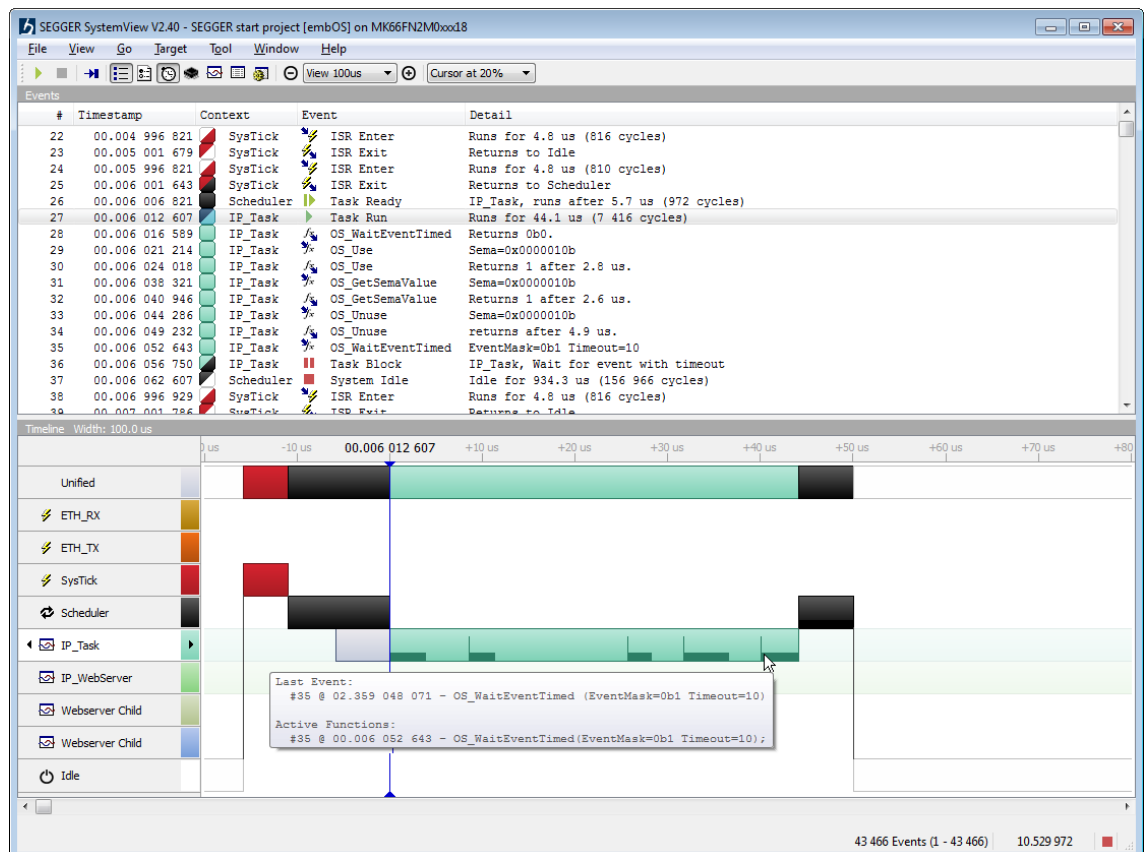 SEGGER SystemView V2.40 - SEGGER start project [embOS] on MK66FN2M0xxx18
File View Go Target Tool Window Help
View 100us Cursor at 20%
Events
# Timestamp Context Event Detail
22 00.004 996 821 SysTick ISR Enter Runs for 4.8 us (816 cycles)
23 00.005 001 679 SysTick ISR Exit Returns to Idle
24 00.005 996 821 SysTick ISR Enter Runs for 4.8 us (810 cycles)
25 00.006 001 643 SysTick ISR Exit Returns to Scheduler
26 00.006 006 821 Scheduler Task Ready IP_Task, runs after 5.7 us (972 cycles)
27 00.006 012 607 IP_Task Task Run Runs for 44.1 us (7 416 cycles)
28 00.006 016 589 IP_Task OS_WaitEventTimed Returns 0b0.
29 00.006 021 214 IP_Task OS_Use Sema=0x0000010b
30 00.006 024 018 IP_Task OS_Use Returns 1 after 2.8 us.
31 00.006 038 321 IP_Task OS_GetSemaValue Sema=0x0000010b
32 00.006 040 946 IP_Task OS_GetSemaValue Returns 1 after 2.6 us.
33 00.006 044 286 IP_Task OS_Unuse Sema=0x0000010b
34 00.006 049 232 IP_Task OS_Unuse returns after 4.9 us.
35 00.006 052 643 IP_Task OS_WaitEventTimed EventMask=0b1 Timeout=10
36 00.006 056 750 IP_Task Task Block IP_Task, Wait for event with timeout
37 00.006 062 607 Scheduler System Idle Idle for 934.3 us (156 966 cycles)
38 00.006 996 929 SysTick ISR Enter Runs for 4.8 us (816 cycles)
39 00.007 001 786 SysTick ISR Exit Returns to Idle
Timeline Width: 100.0 us
0 us -10 us 00.006 012 607 +10 us +20 us +30 us +40 us +50 us +60 us +70 us +80
Unified
ETH_RX
ETH_TX
SysTick
Scheduler
IP_Task
IP_WebServer
Last Event:
#35 @ 02.359 048 071 - OS_WaitEventTimed (EventMask=0b1 Timeout=10)
Webserver Child
Active Functions:
#35 @ 00.006 052 643 - OS_WaitEventTimed(EventMask=0b1 Timeout=10);
Webserver Child
Idle
43 466 Events (1 - 43 466) 10.529 972